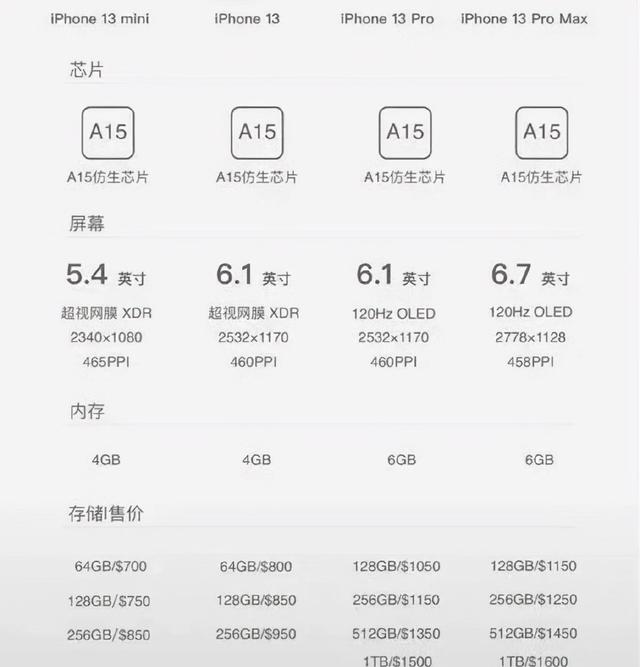 iPhone 13 mini iPhone 13 iPhone 13 Pro iPhone 13 Pro Max
芯片
A15 A15 A15 A15
A15仿生芯片 A15仿生芯片 A15仿生芯片 A15仿生芯片
屏幕
5.4 英寸 6.1 英寸 6.1 英寸 6.7 英寸
超视网膜 XDR 超视网膜 XDR 120Hz OLED 120Hz OLED
2340×1080 2532×1170 2532×1170 2778×1128
465PPI 460PPI 460PPI 458PPI
内存
4GB 4GB 6GB 6GB
存储|售价
64GB/$700 64GB/$800 128GB/$1050 128GB/$1150
128GB/$750 128GB/$850 256GB/$1150 256GB/$1250
256GB/$850 256GB/$950 512GB/$1350 512GB/$1450
1TB/$1500 1TB/$1600